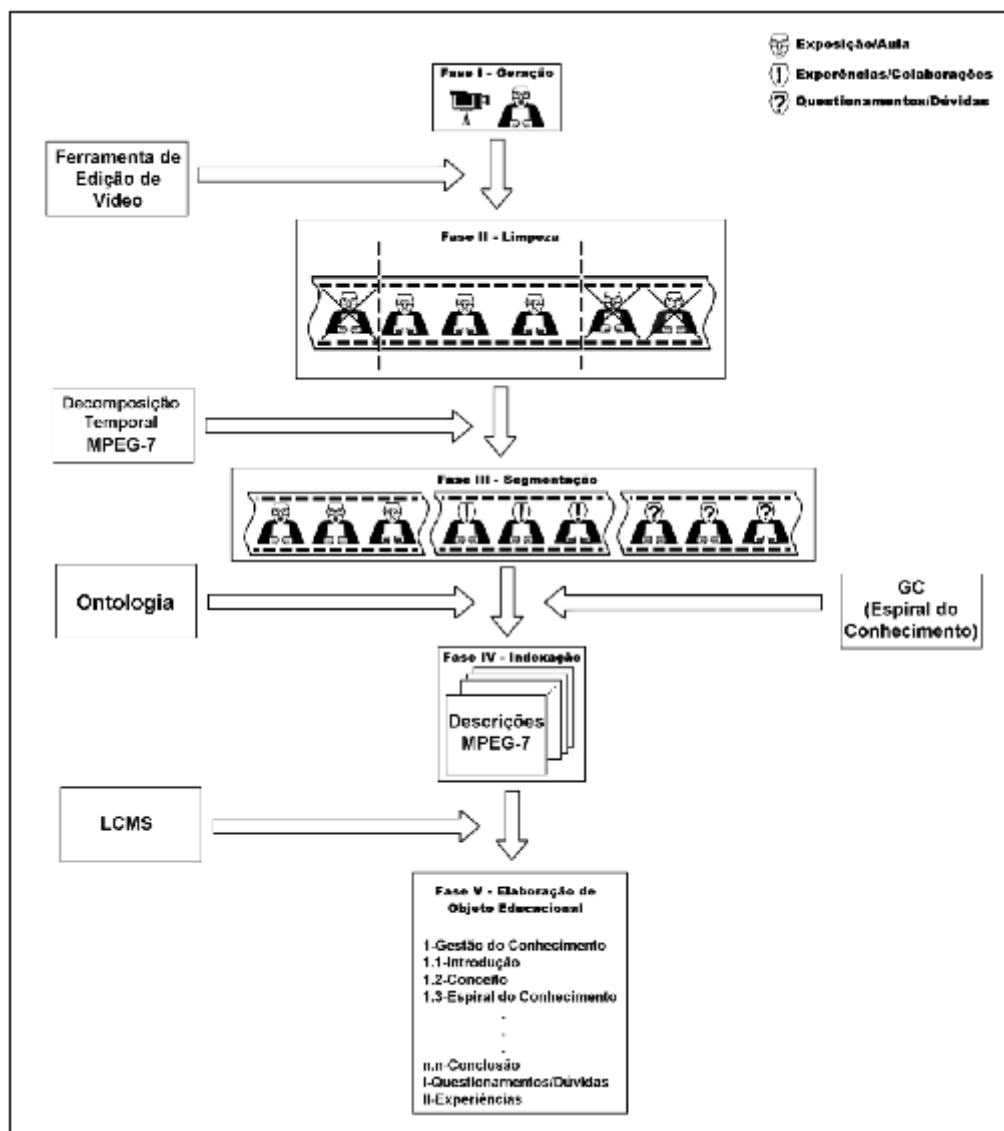 Exposição/Aula
Experêneias/Colaborações
Questionamentos/Dúvidas
Fase I - Geração
Ferramenta de
Edição de
Video
Fase II - Limpeza
Decomposição
Temporal
MPEG-7
Fase III - Segmentação
Ontologia
GC
(Espiral do
Conhecimento)
Fase IV - Indexação
Descrições
MPEG-7
LCMS
Fase V - Elaboração de
Objeto Educacional
1-Gestão do Conhecimento
1.1-Introdução
1.2-Conceito
1.3-Espiral do Conhecimento
.
.
.
n.n-Conclusão
I-Questionamentos/Dúvidas
II-Experiências